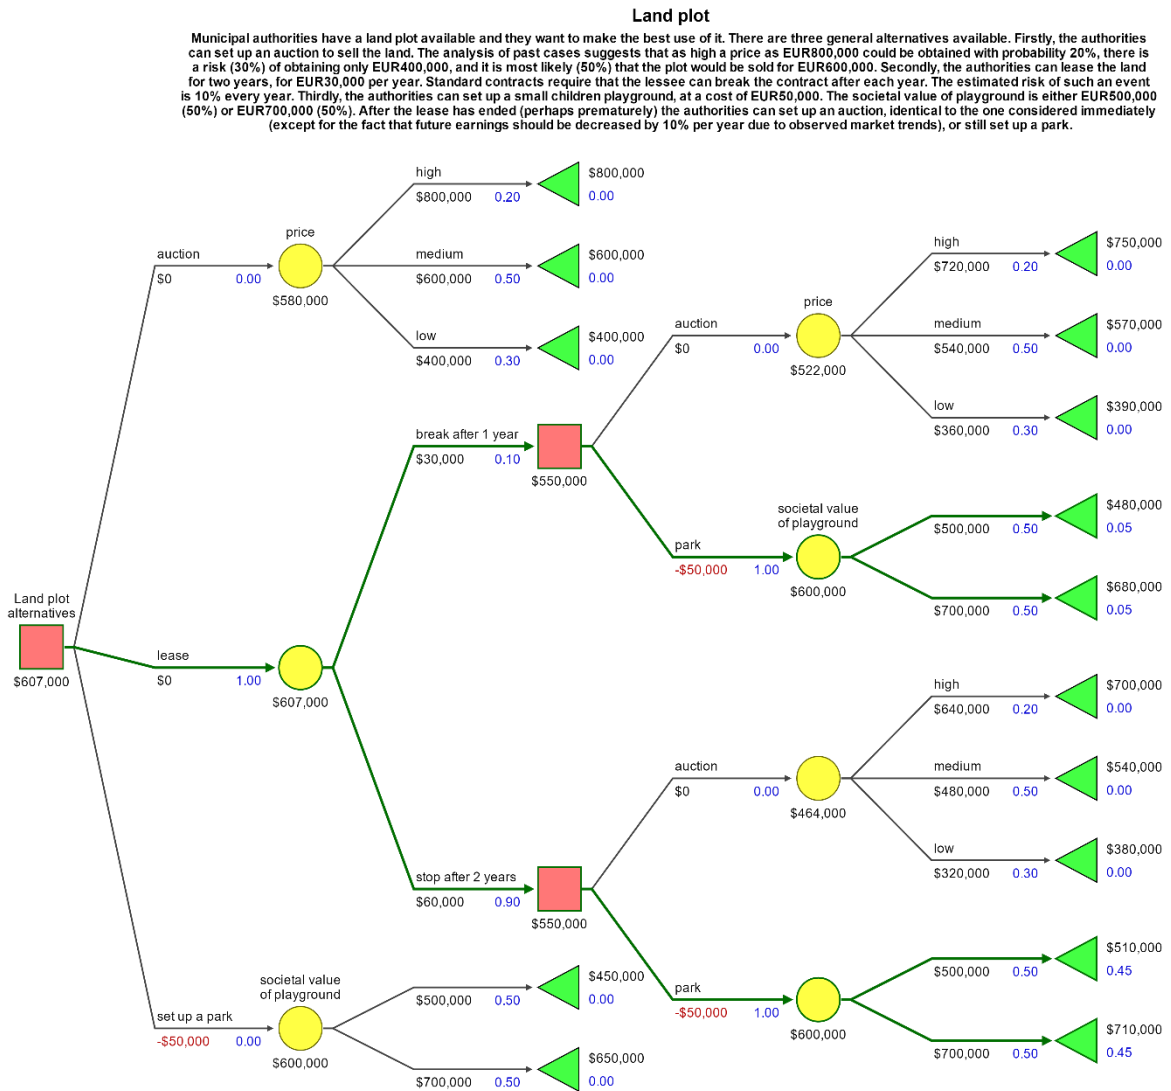 Land plot
Municipal authorities have a land plot available and they want to make the best use of it. There are three general alternatives available. Firstly, the authorities
can set up an auction to sell the land. The analysis of past cases suggests that as high a price as EUR800,000 could be obtained with probability 20%, there is
a risk (30%) of obtaining only EUR400,000, and it is most likely (50%) that the plot would be sold for EUR600,000. Secondly, the authorities can lease the land
for two years, for EUR30,000 per year. Standard contracts require that the lessee can break the contract after each year. The estimated risk of such an event
is 10% every year. Thirdly, the authorities can set up a small children playground, at a cost of EUR50,000. The societal value of playground is either EUR500,000
(50%) or EUR700,000 (50%). After the lease has ended (perhaps prematurely) the authorities can set up an auction, identical to the one considered immediately
(except for the fact that future earnings should be decreased by 10% per year due to observed market trends), or still set up a park.
Land plot
alternatives
$607,000
auction
$0 0.00
price
$580,000
high
$800,000 0.20
$800,000
0.00
medium
$600,000 0.50
$600,000
0.00
low
$400,000 0.30
$400,000
0.00
lease
$0 1.00
$607,000
break after 1 year
$30,000 0.10
$550,000
auction
$0 0.00
price
$522,000
high
$720,000 0.20
$750,000
0.00
medium
$540,000 0.50
$570,000
0.00
low
$360,000 0.30
$390,000
0.00
park
-$50,000 1.00
societal value
of playground
$600,000
$500,000 0.50
$480,000
0.05
$700,000 0.50
$680,000
0.05
stop after 2 years
$60,000 0.90
$550,000
auction
$0 0.00
$464,000
high
$640,000 0.20
$700,000
0.00
medium
$480,000 0.50
$540,000
0.00
low
$320,000 0.30
$380,000
0.00
park
-$50,000 1.00
$600,000
$500,000 0.50
$510,000
0.45
$700,000 0.50
$710,000
0.45
set up a park
-$50,000 0.00
societal value
of playground
$600,000
$500,000 0.50
$450,000
0.00
$700,000 0.50
$650,000
0.00